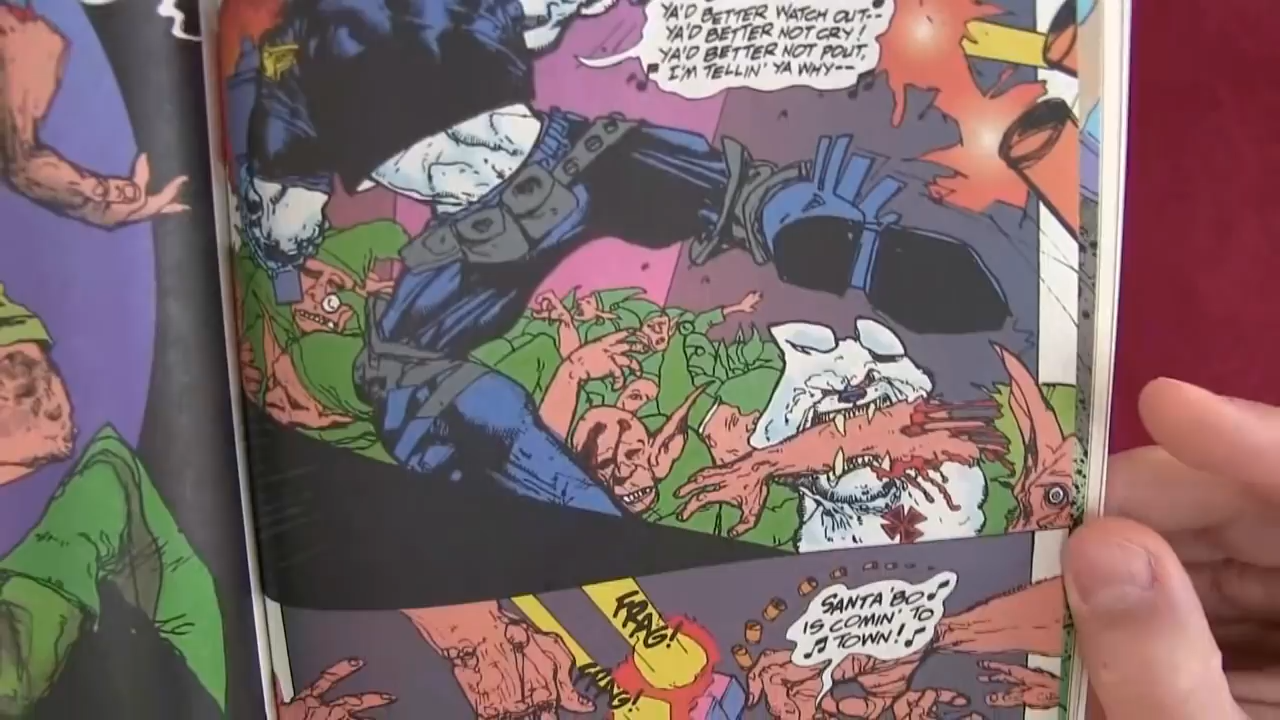 YA'D BETTER WATCH OUT--
YA'D BETTER NOT CRY!
YA'D BETTER NOT POUT,
I'M TELLIN' YA WHY--
FRAG!
SANTA 'BO
IS COMIN' TO
TOWN!